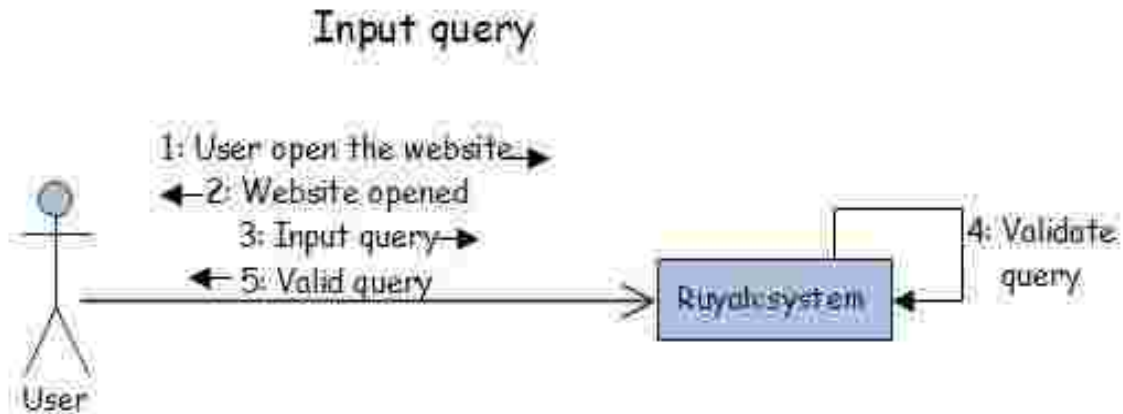 Input query
1: User open the website
2: Website opened
3: Input query
5: Valid query
4: Validate
query
User